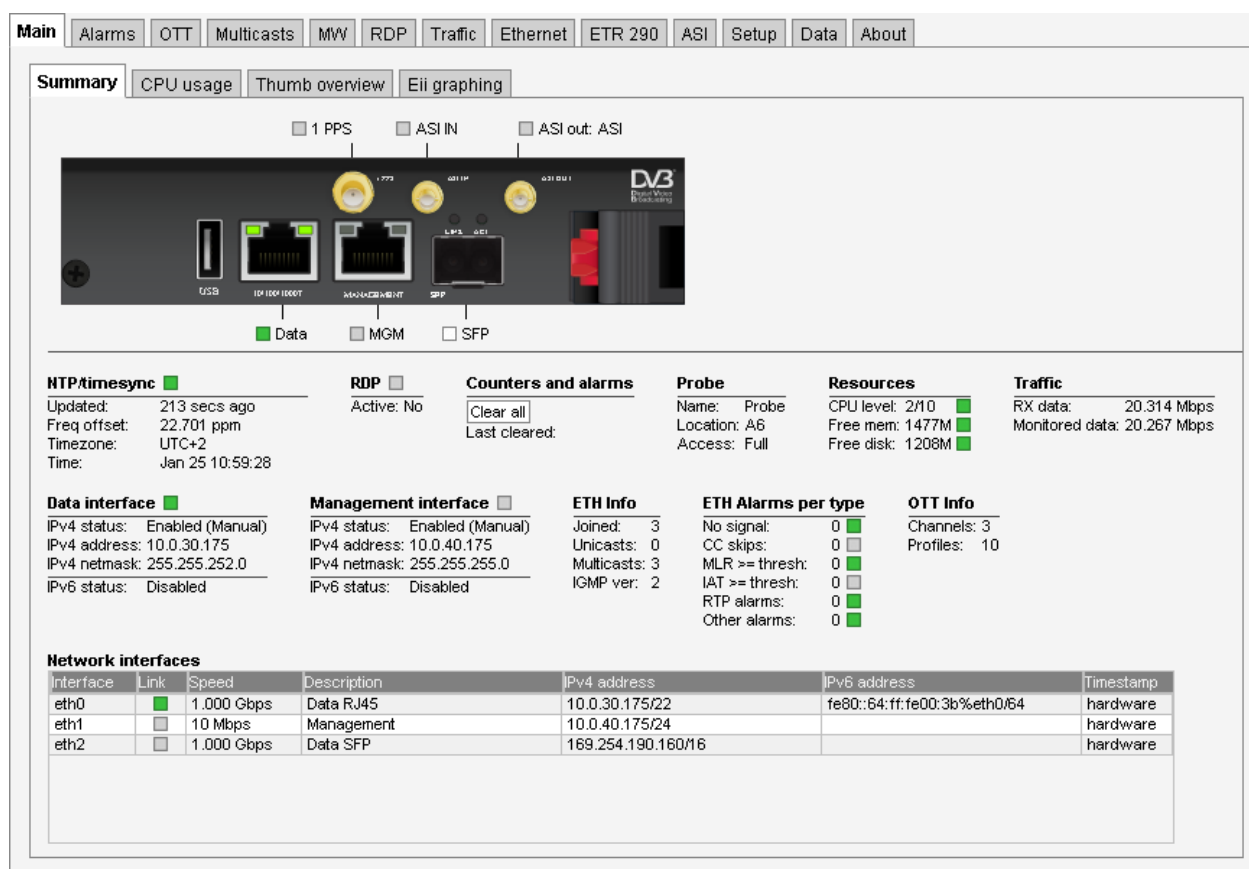 Main Alarms OTT Multicasts MW RDP Traffic Ethernet ETR 290 ASI Setup Data About
Summary CPU usage Thumb overview Eii graphing
1 PPS ASI IN ASI out: ASI
DVB
Digital Video
Broadcasting
USB 10/100/1000T MANAGEMENT SFP
Data MGM SFP
NTP/timesync RDP Counters and alarms Probe Resources Traffic
Updated: 213 secs ago Active: No Clear all Name: Probe CPU level: 2/10 RX data: 20.314 Mbps
Freq offset: 22.701 ppm Last cleared: Location: A6 Free mem: 1477M Monitored data: 20.267 Mbps
Timezone: UTC+2 Access: Full Free disk: 1208M
Time: Jan 25 10:59:28
Data interface Management interface ETH Info ETH Alarms per type OTT Info
IPv4 status: Enabled (Manual) IPv4 status: Enabled (Manual) Joined: 3 No signal: 0 Channels: 3
IPv4 address: 10.0.30.175 IPv4 address: 10.0.40.175 Unicasts: 0 CC skips: 0 Profiles: 10
IPv4 netmask: 255.255.252.0 IPv4 netmask: 255.255.255.0 Multicasts: 3 MLR >= thresh: 0
IPv6 status: Disabled IPv6 status: Disabled IGMP ver: 2 IAT >= thresh: 0
RTP alarms: 0
Other alarms: 0
Network interfaces
Interface Link Speed Description IPv4 address IPv6 address Timestamp
eth0 1.000 Gbps Data RJ45 10.0.30.175/22 fe80::64:ff:fe00:3b%eth0/64 hardware
eth1 10 Mbps Management 10.0.40.175/24 hardware
eth2 1.000 Gbps Data SFP 169.254.190.160/16 hardware